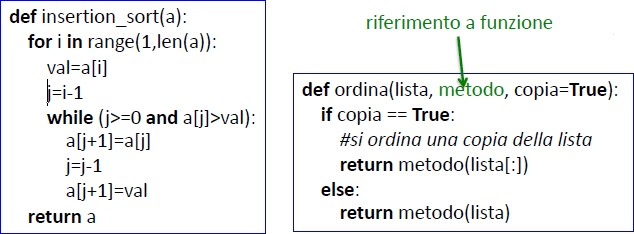 def insertion_sort(a):
    for i in range(1,len(a)):
        val=a[i]
        j=i-1
        while (j>=0 and a[j]>val):
            a[j+1]=a[j]
            j=j-1
            a[j+1]=val
    return a
riferimento a funzione
def ordina(lista, metodo, copia=True):
    if copia == True:
        #si ordina una copia della lista
        return metodo(lista[:])
    else:
        return metodo(lista)